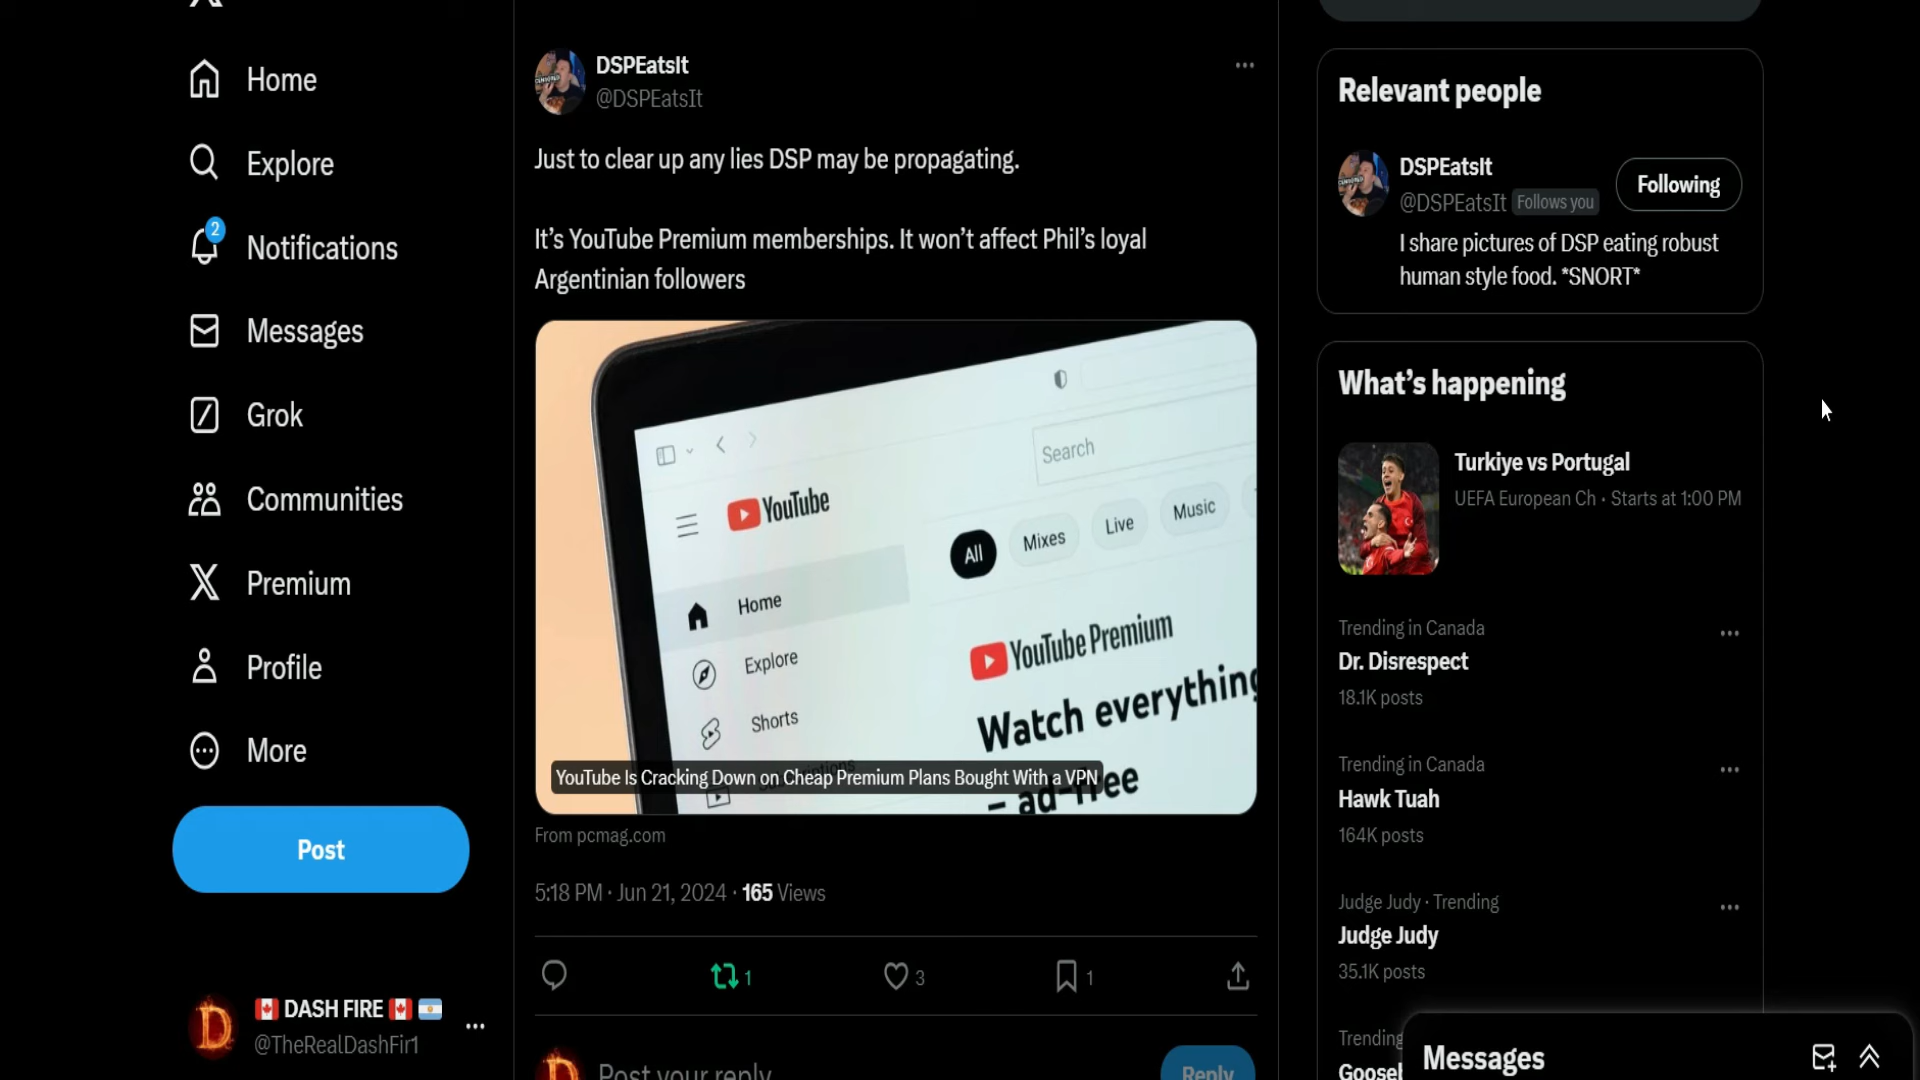 Home
Explore
2
Notifications
Messages
Grok
Communities
Premium
Profile
More
Post
DASH FIRE
@TheRealDashFir1
DSPEatsIt
@DSPEatsIt
Just to clear up any lies DSP may be propagating.
It's YouTube Premium memberships. It won't affect Phil's loyal
Argentinian followers
Search
YouTube
All
Mixes
Live
Music
Home
Explore
Shorts
YouTube Premium
Watch everything
– ad-free
YouTube Is Cracking Down on Cheap Premium Plans Bought With a VPN
From pcmag.com
5:18 PM · Jun 21, 2024 · 165 Views
1
3
1
Post your reply
Reply
Relevant people
DSPEatsIt
@DSPEatsIt Follows you
Following
I share pictures of DSP eating robust
human style food. *SNORT*
What's happening
Turkiye vs Portugal
UEFA European Ch · Starts at 1:00 PM
Trending in Canada
Dr. Disrespect
18.1K posts
Trending in Canada
Hawk Tuah
164K posts
Judge Judy · Trending
Judge Judy
35.1K posts
Trending
Messages